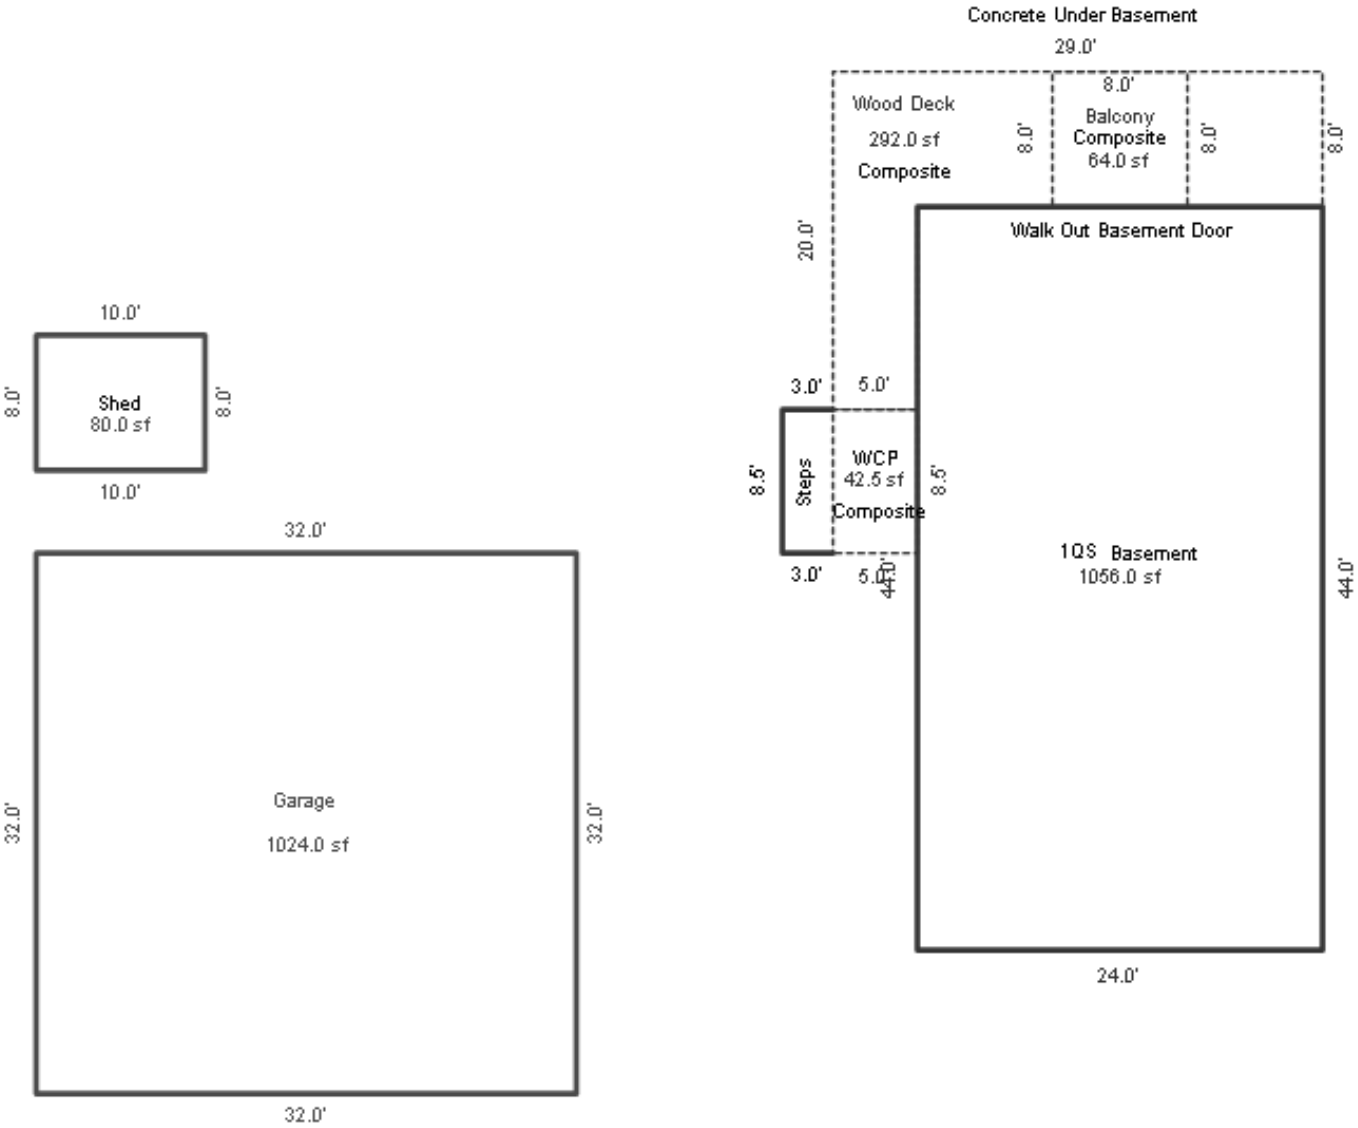 Concrete Under Basement
29.0'
8.0'
Wood Deck
292.0 sf
Composite
8.0'
Balcony
Composite
64.0 sf
8.0'
8.0'
20.0'
Walk Out Basement Door
10.0'
8.0'
Shed
80.0 sf
8.0'
10.0'
3.0'
5.0'
8.5'
Steps
WCP
42.5 sf
Composite
8.5'
3.0'
5.0'
44.0'
1QS Basement
1056.0 sf
44.0'
24.0'
32.0'
32.0'
Garage
1024.0 sf
32.0'
32.0'